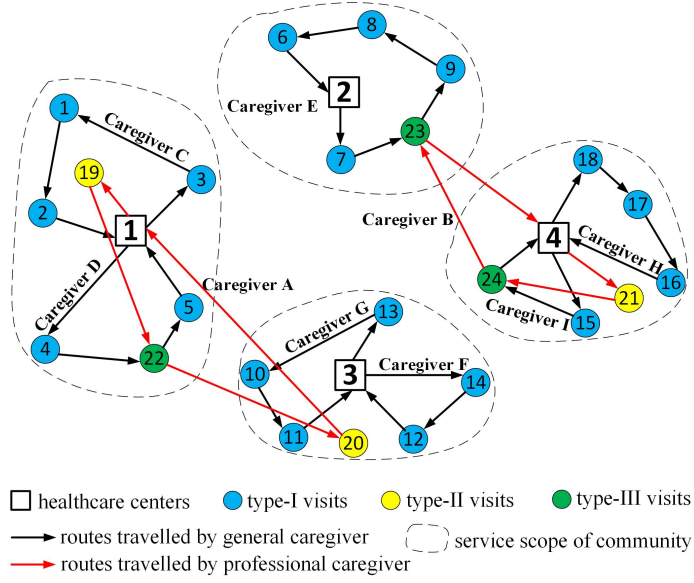 8
6
9
2
Caregiver E
1
Caregiver C
23
7
19
3
18
17
2
1
Caregiver B
4
Caregiver H
Caregiver D
24
16
Caregiver A
21
5
Caregiver I
15
13
Caregiver G
4
22
3
Caregiver F
10
14
11
20
12
healthcare centers
type-I visits
type-II visits
type-III visits
routes travelled by general caregiver
service scope of community
routes travelled by professional caregiver